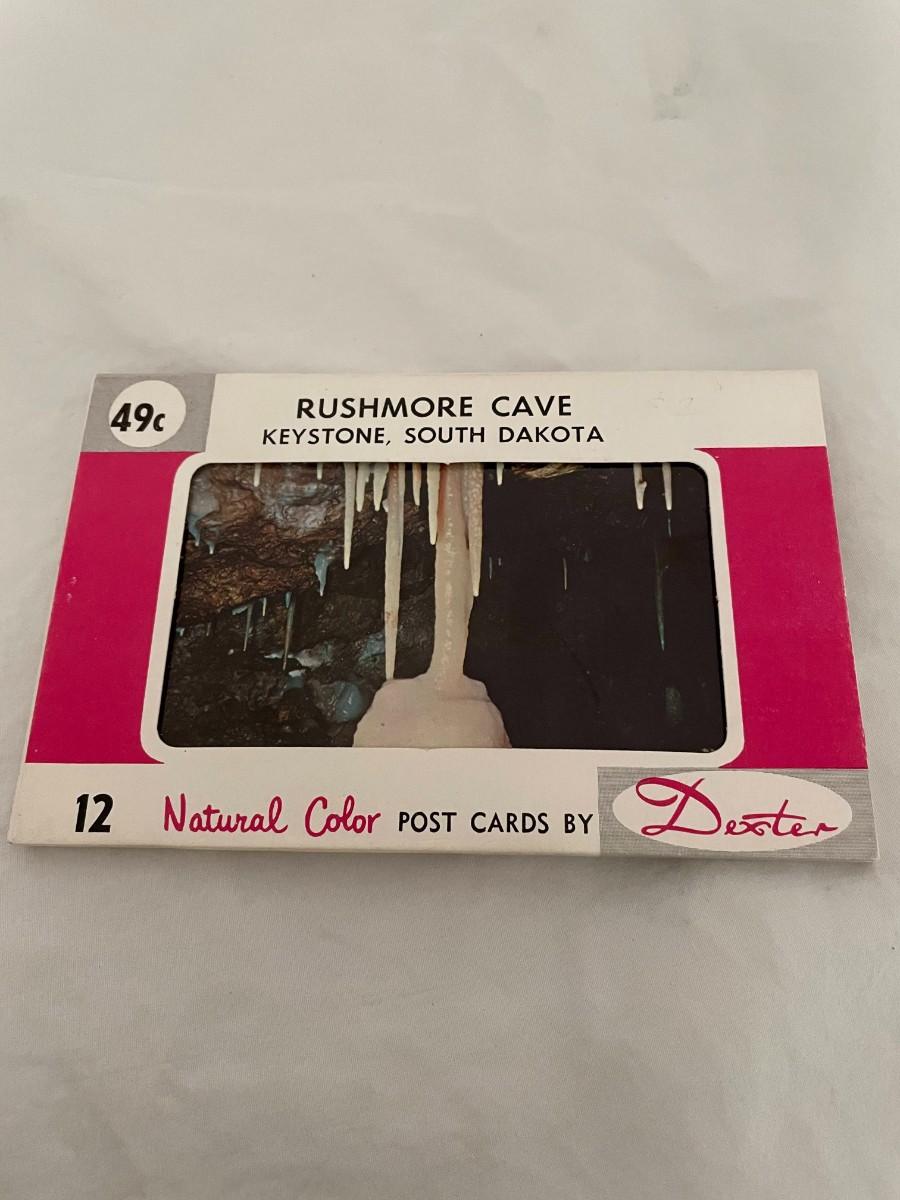 49c
RUSHMORE CAVE
KEYSTONE, SOUTH DAKOTA
12 Natural Color POST CARDS BY Dexter